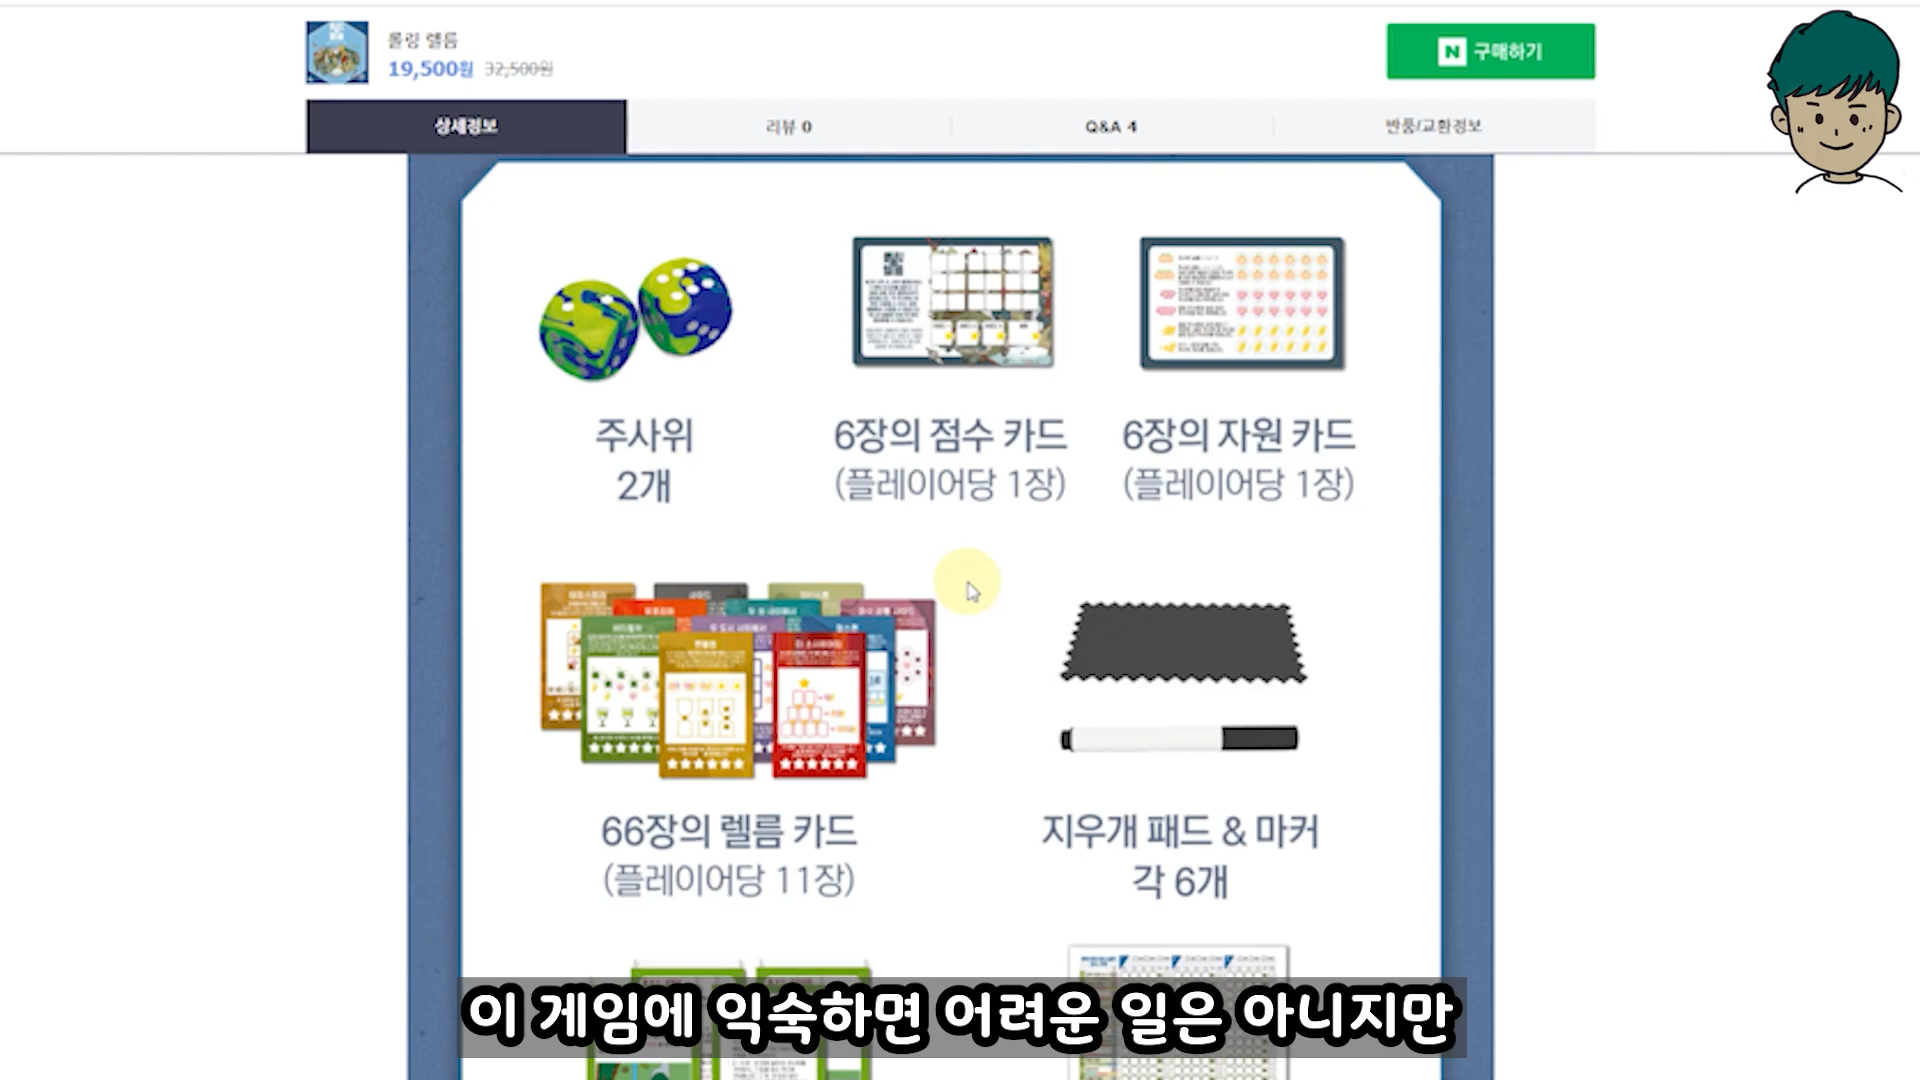 롤링 렐름
19,500원 32,500원
N 구매하기
상세정보
리뷰 0
Q&A 4
반품/교환정보
주사위
2개
6장의 점수 카드
(플레이어당 1장)
6장의 자원 카드
(플레이어당 1장)
66장의 렐름 카드
(플레이어당 11장)
지우개 패드 & 마커
각 6개
이 게임에 익숙하면 어려운 일은 아니지만